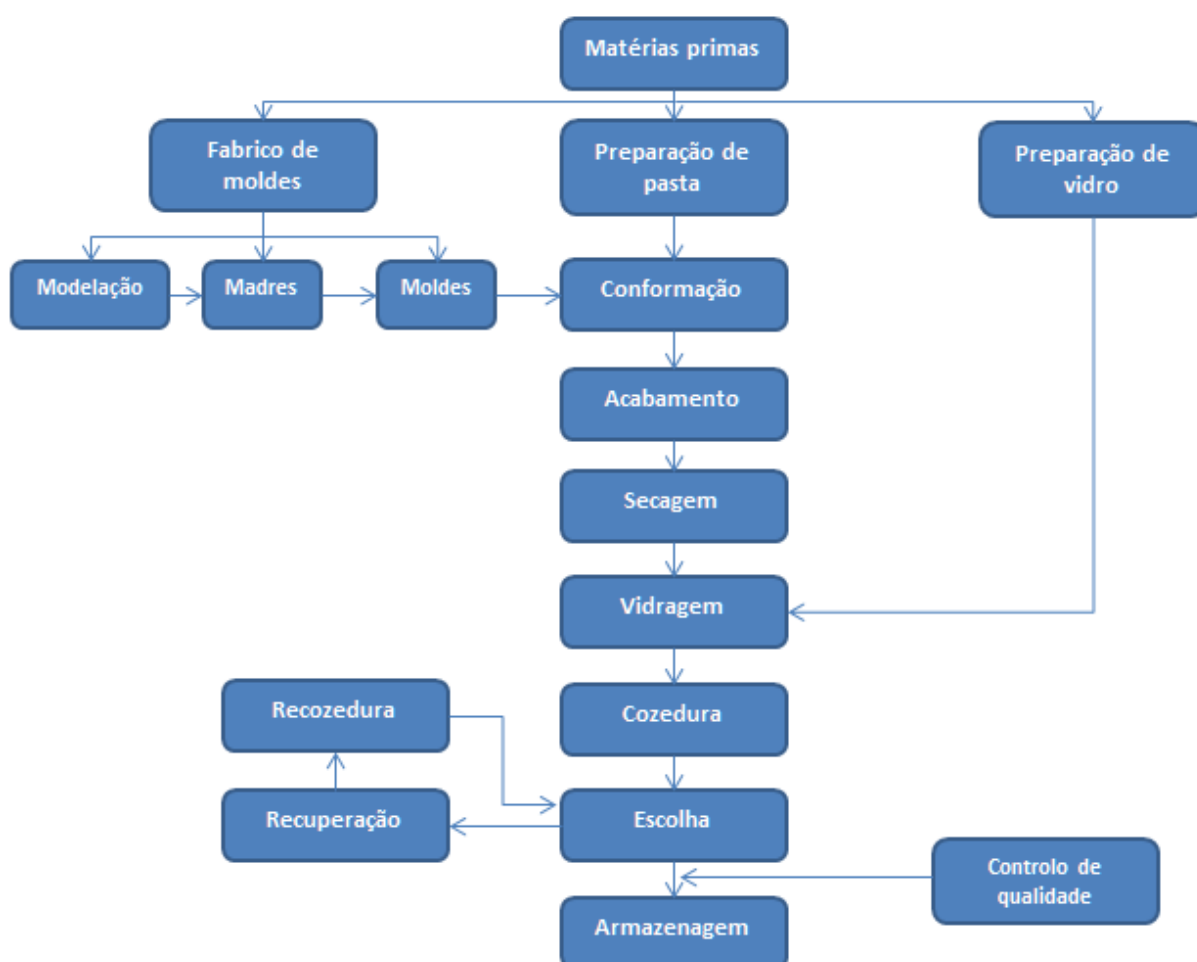 Matérias primas
Fabrico de
moldes
Preparação de
pasta
Preparação de
vidro
Modelação
Madres
Moldes
Conformação
Acabamento
Secagem
Vidragem
Recozedura
Cozedura
Recuperação
Escolha
Controlo de
qualidade
Armazenagem